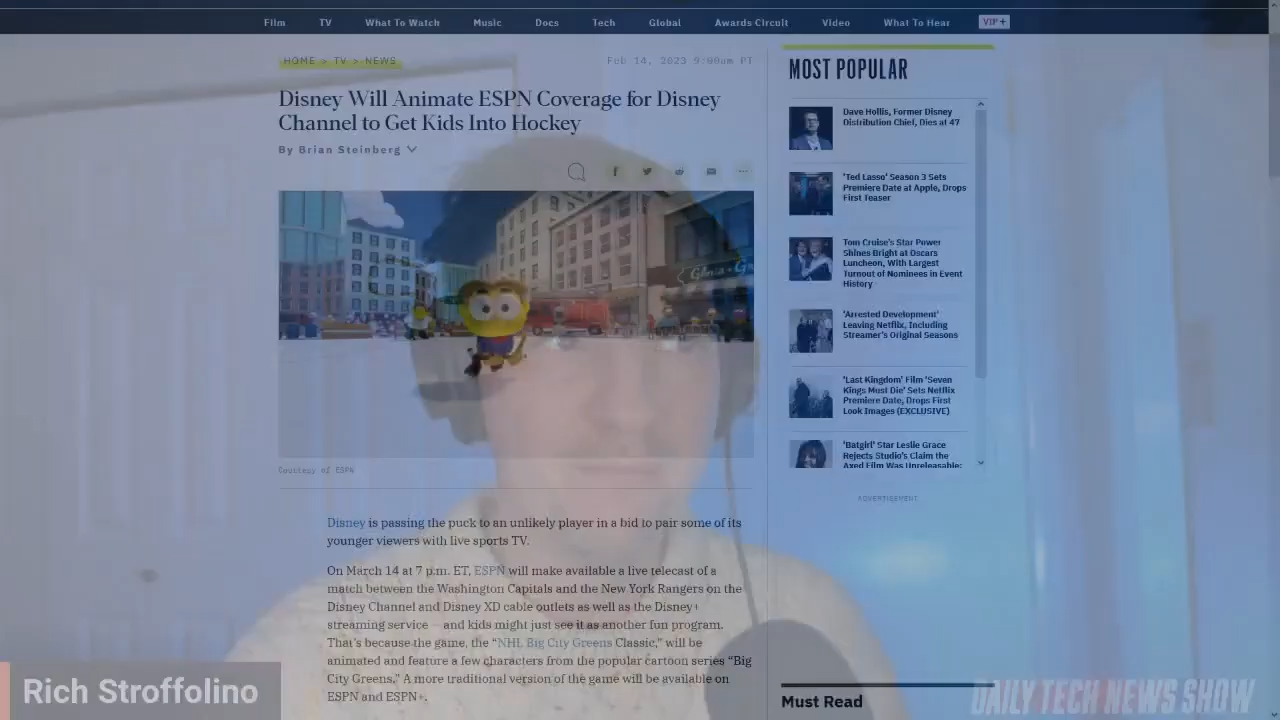 Film TV What To Watch Music Docs Tech Global Awards Circuit Video What To Hear VIP+
HOME > TV > NEWS
Feb 14, 2023 9:00am PT
Disney Will Animate ESPN Coverage for Disney
Channel to Get Kids Into Hockey
By Brian Steinberg
Courtesy of ESPN
Disney is passing the puck to an unlikely player in a bid to pair some of its
younger viewers with live sports TV.
On March 14 at 7 p.m. ET, ESPN will make available a live telecast of a
match between the Washington Capitals and the New York Rangers on the
Disney Channel and Disney XD cable outlets as well as the Disney+
streaming service — and kids might just see it as another fun program.
That's because the game, the "NHL Big City Greens Classic," will be
animated and feature a few characters from the popular cartoon series "Big
City Greens." A more traditional version of the game will be available on
ESPN and ESPN+.
MOST POPULAR
Dave Hollis, Former Disney
Distribution Chief, Dies at 47
'Ted Lasso' Season 3 Sets
Premiere Date at Apple, Drops
First Teaser
Tom Cruise's Star Power
Shines Bright at Oscars
Luncheon, With Largest
Turnout of Nominees in Event
History
'Arrested Development'
Leaving Netflix, Including
Streamer's Original Seasons
'Last Kingdom' Film 'Seven
Kings Must Die' Sets Netflix
Premiere Date, Drops First
Look Images (EXCLUSIVE)
'Batgirl' Star Leslie Grace
Rejects Studio's Claim the
Axed Film Was Unreleasable:
ADVERTISEMENT
Must Read
Rich Stroffolino
DAILY TECH NEWS SHOW